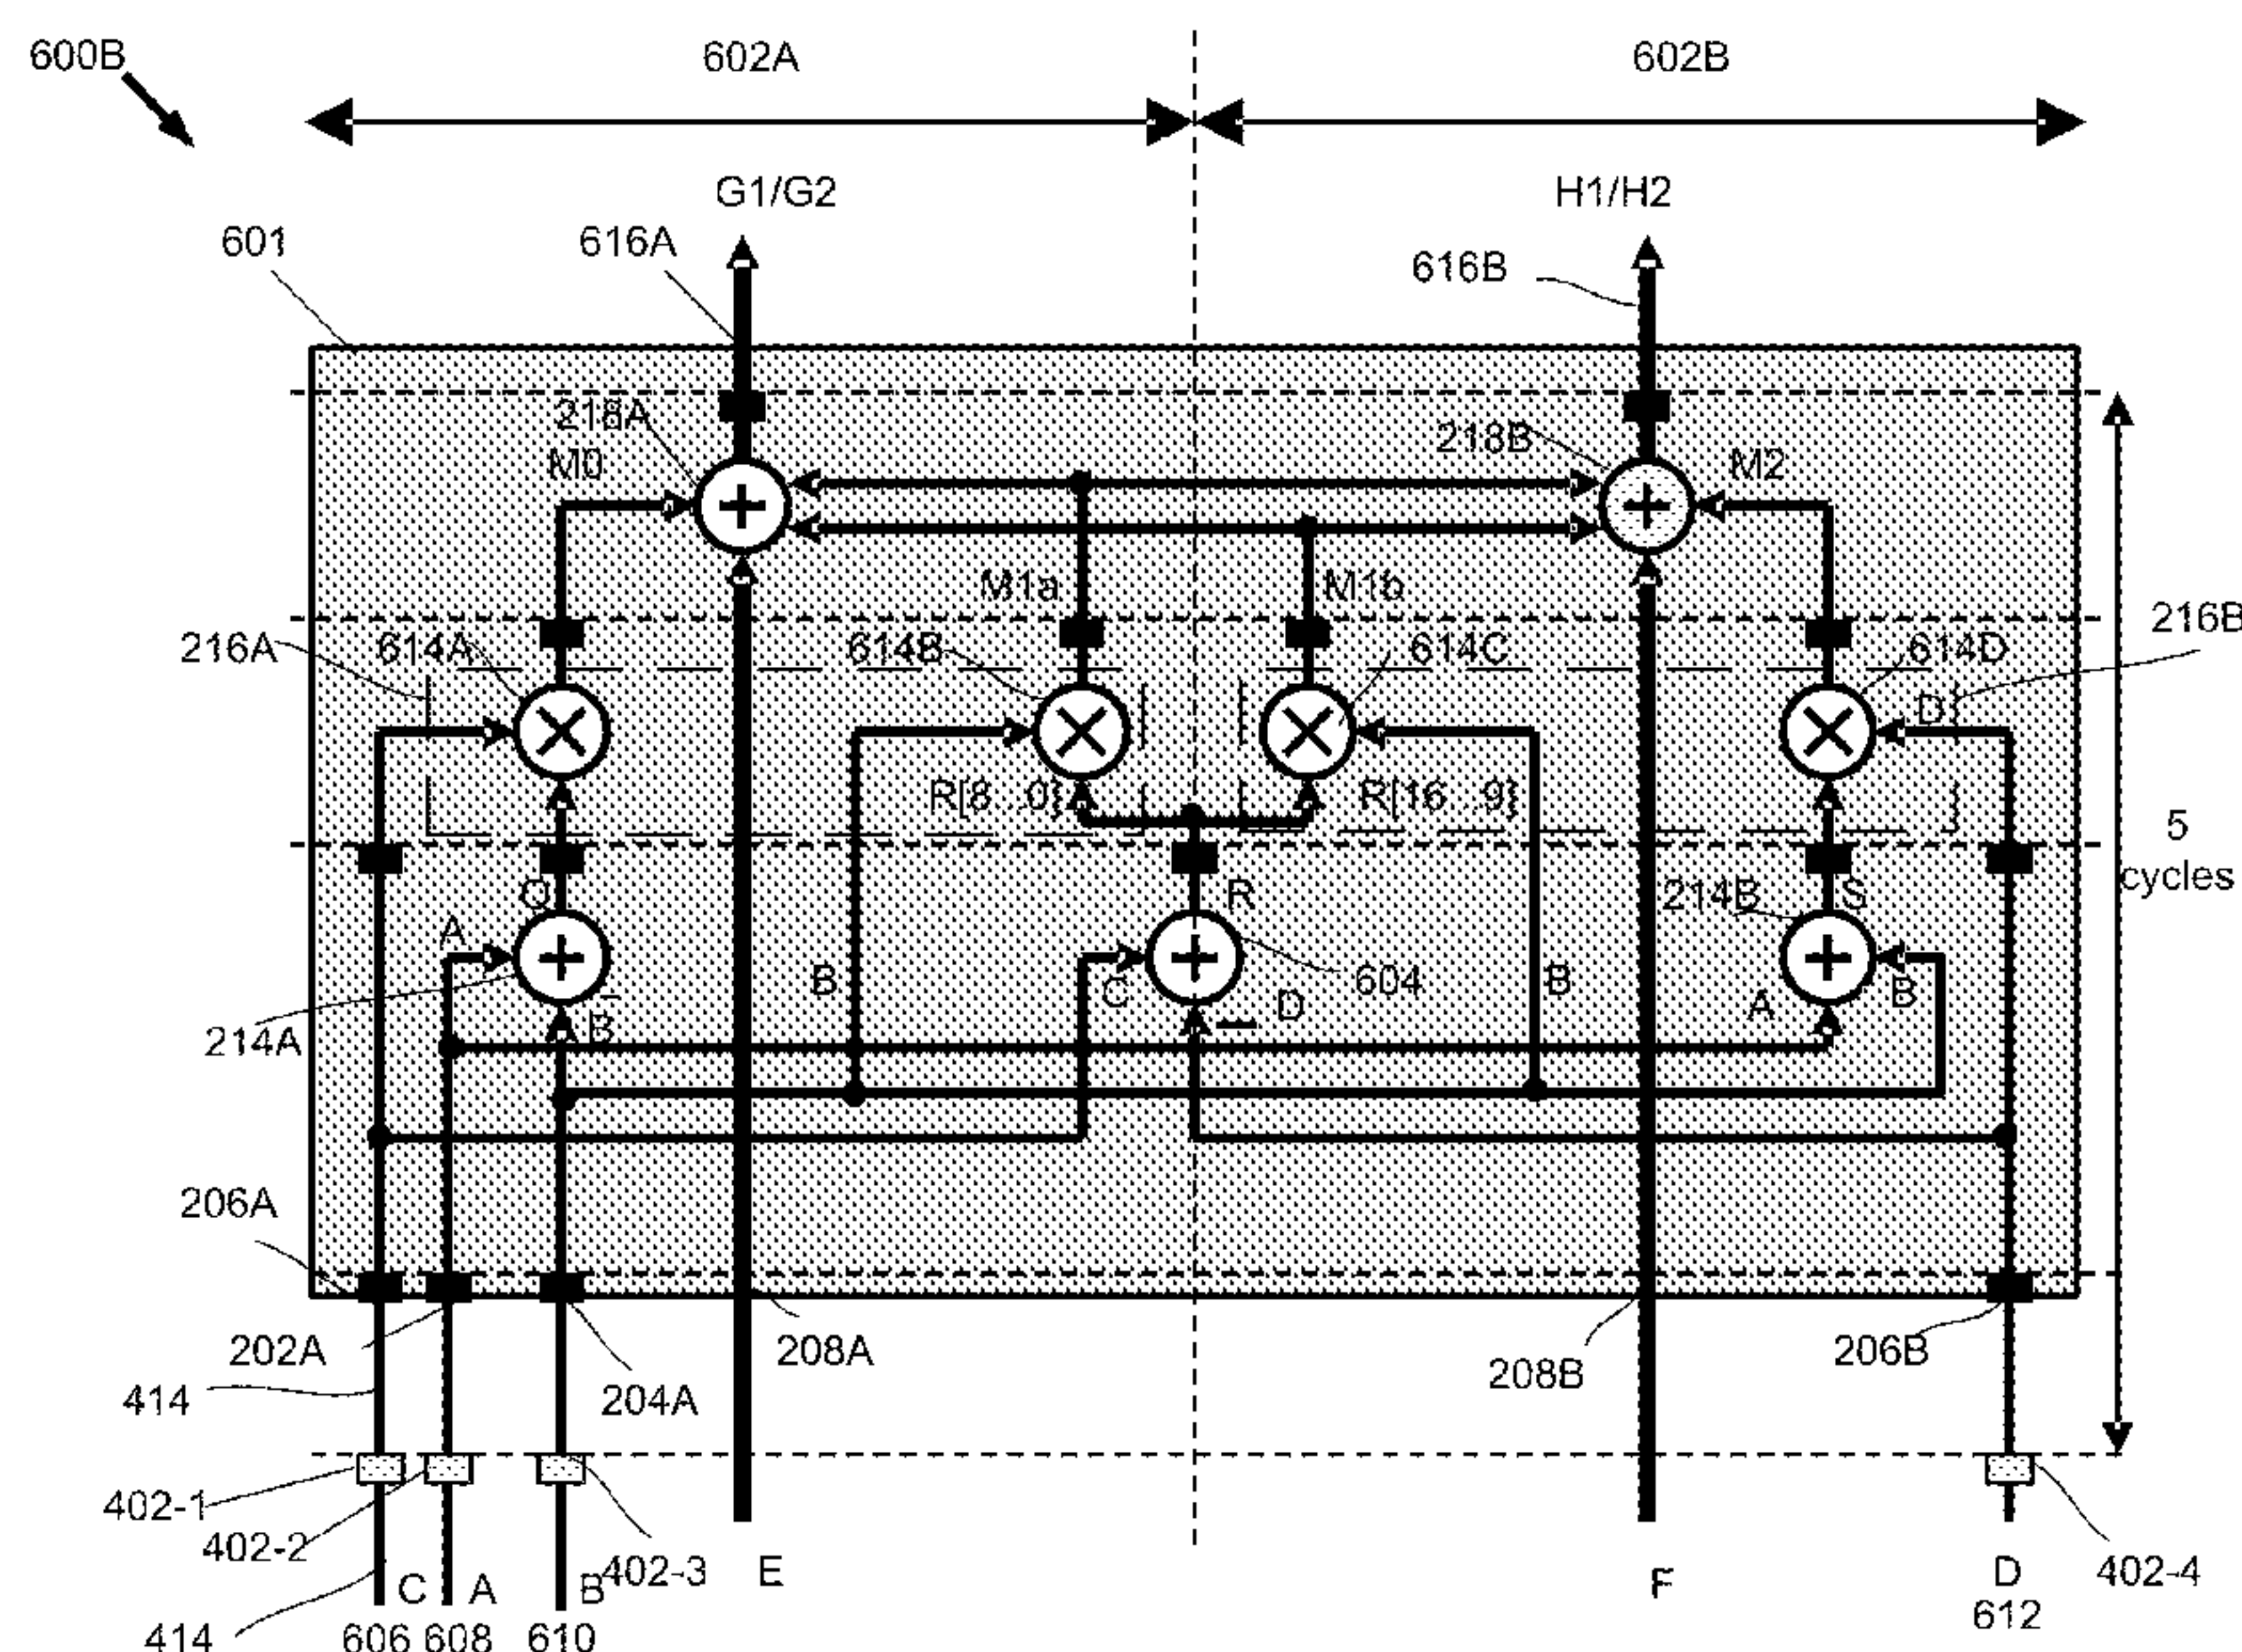 600B
602A
602B
G1/G2
H1/H2
601
616A
616B
218A
218B
M0
M2
M1a
M1b
216A
614A
614B
614C
614D
216B
D
R[8...0}
R[16...9}
5
cycles
Q
R
214B
S
A
B
C
604
B
A
B
214A
B
D
206A
202A
208A
208B
206B
414
204A
402-1
402-2
402-3
E
F
D
402-4
C
A
B
612
414
606
608
610